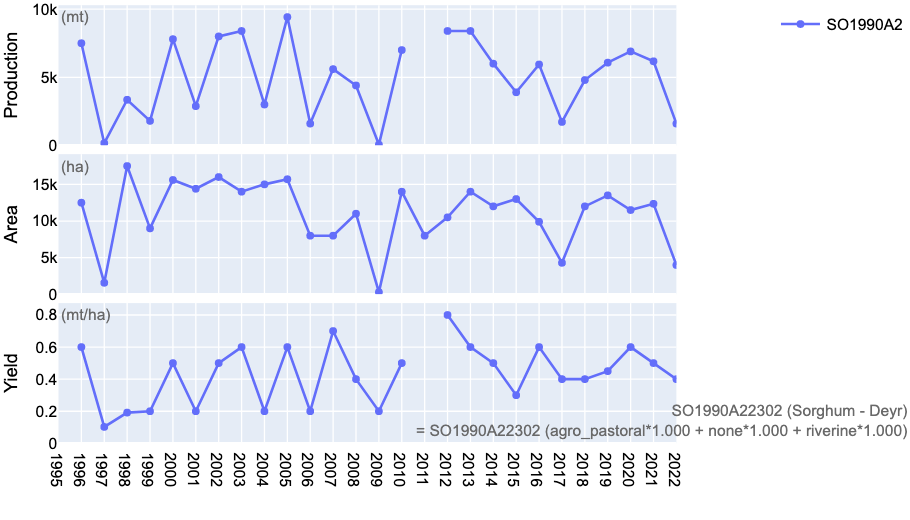 Production
(mt)
10k
5k
0
SO1990A2
Area
(ha)
15k
10k
5k
0
Yield
(mt/ha)
0.8
0.6
0.4
0.2
0
SO1990A22302 (Sorghum - Deyr)
= SO1990A22302 (agro_pastoral*1.000 + none*1.000 + riverine*1.000)
1995 1996 1997 1998 1999 2000 2001 2002 2003 2004 2005 2006 2007 2008 2009 2010 2011 2012 2013 2014 2015 2016 2017 2018 2019 2020 2021 2022